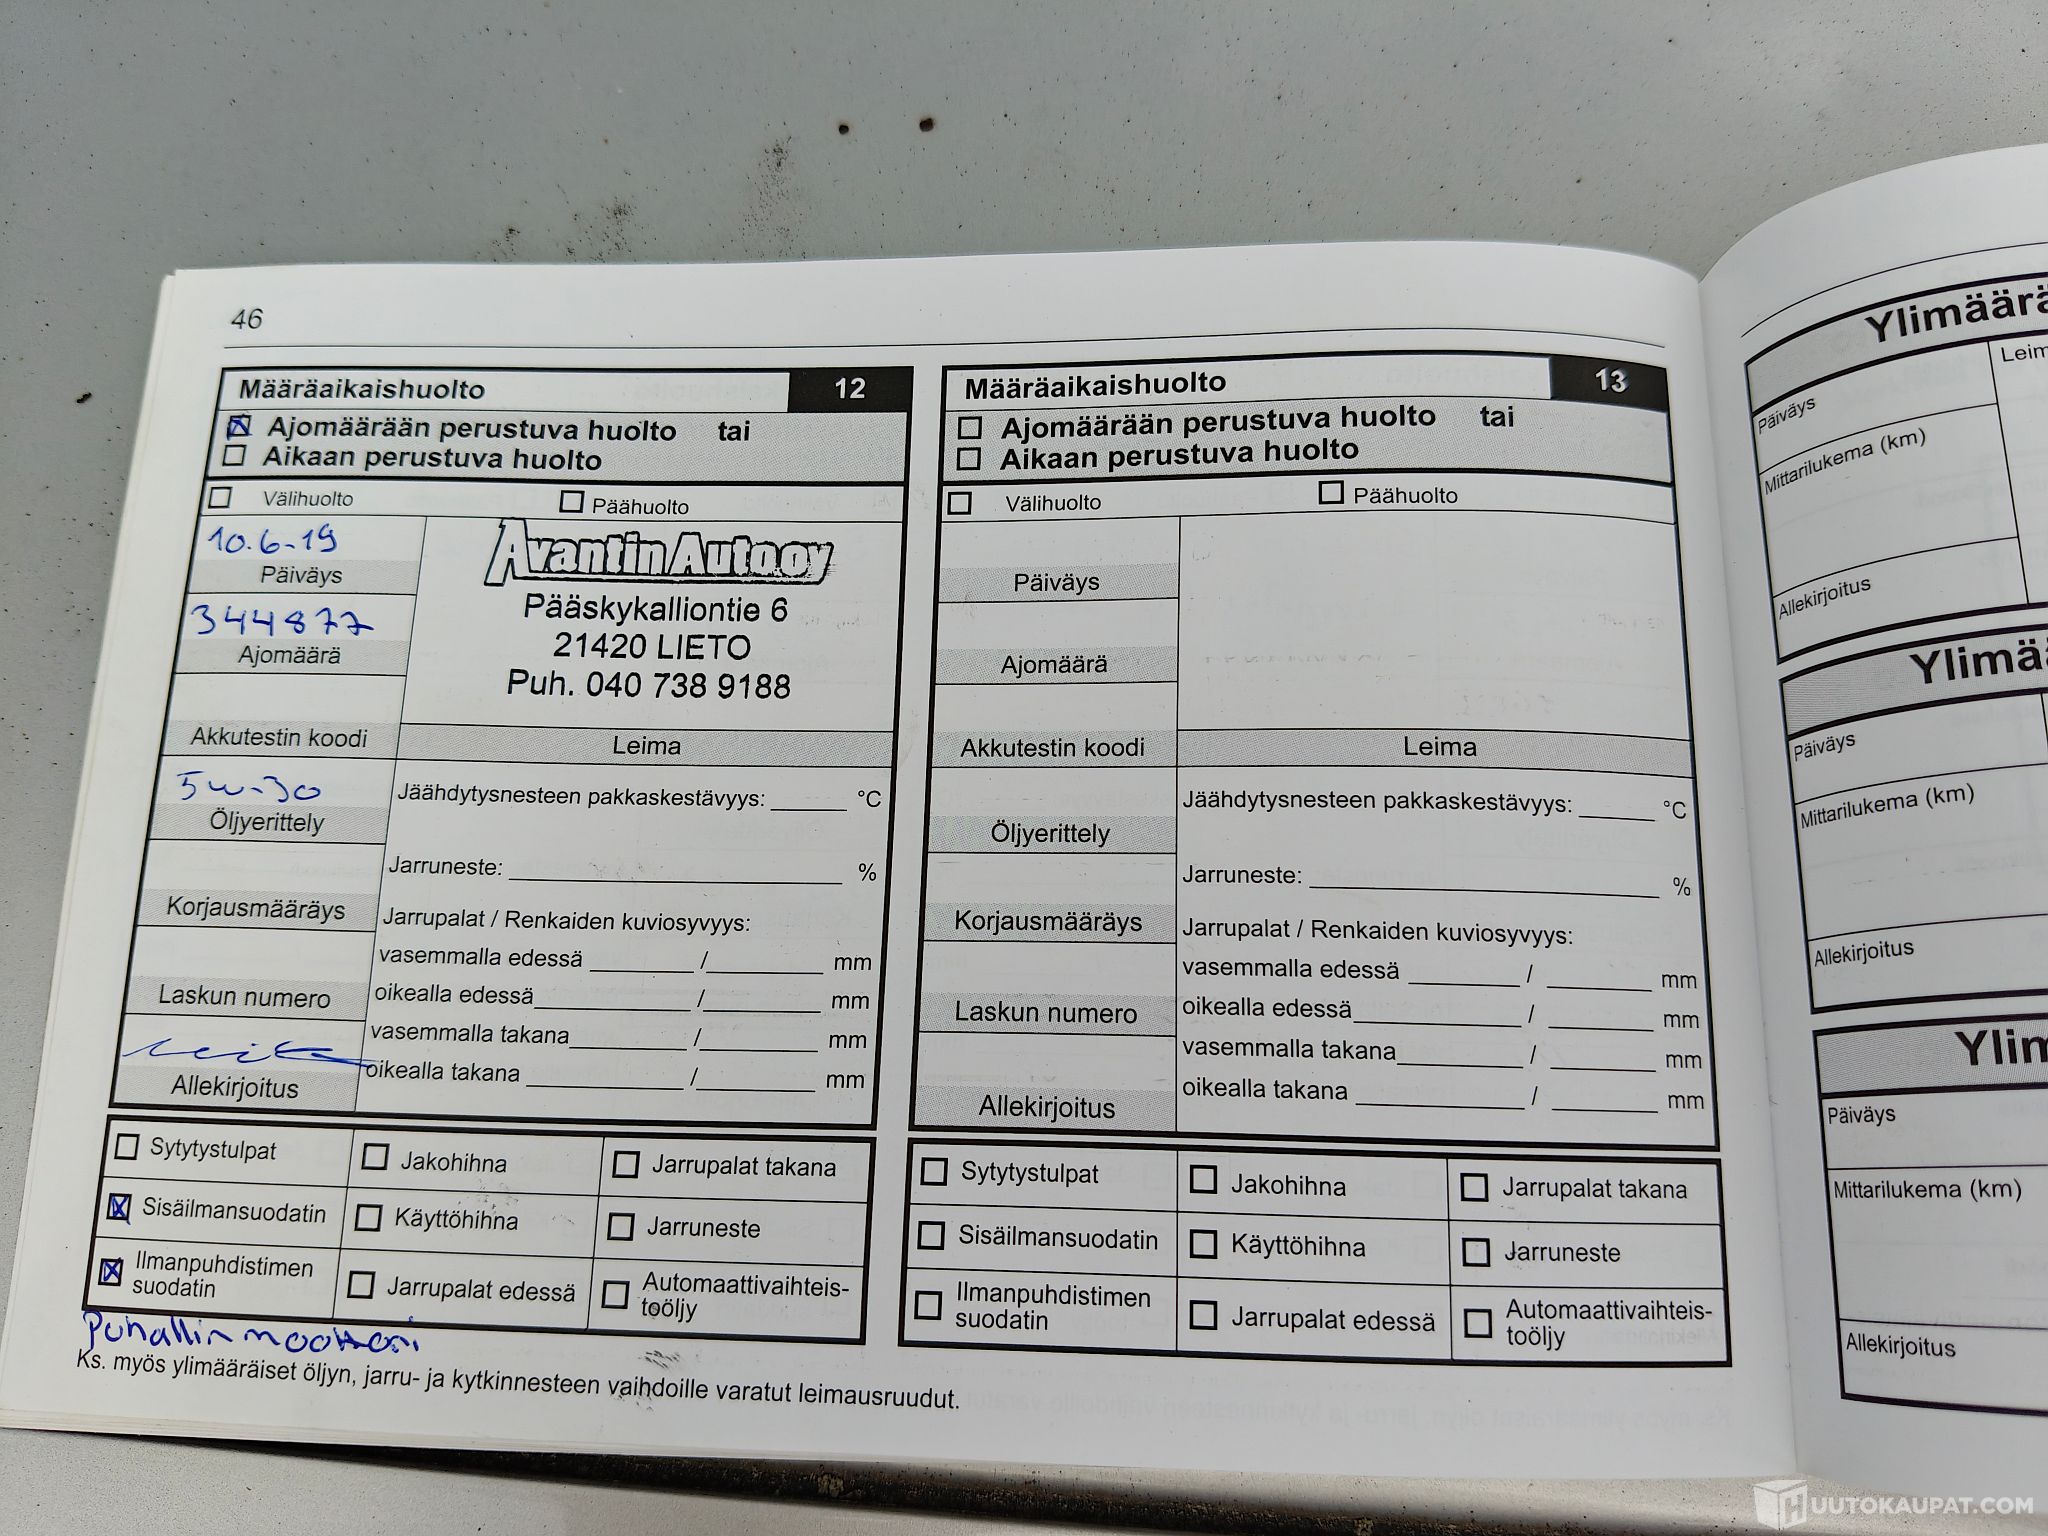 46
Määräaikaishuolto 12
Ajomäärään perustuva huolto tai
Aikaan perustuva huolto
Välihuolto Päähuolto
10.6-19
Päiväys
344877
Ajomäärä
Akkutestin koodi
5w-30
Öljyerittely
Korjausmääräys
Laskun numero
Allekirjoitus
Avantin Auto oy
Pääskykalliontie 6
21420 LIETO
Puh. 040 738 9188
Leima
Jäähdytysnesteen pakkaskestävyys: °C
Jarruneste: %
Jarrupalat / Renkaiden kuviosyvyys:
vasemmalla edessä / mm
oikealla edessä / mm
vasemmalla takana / mm
oikealla takana / mm
Sytytystulpat Jakohihna Jarrupalat takana
Sisäilmansuodatin Käyttöhihna Jarruneste
Ilmanpuhdistimen
suodatin
Jarrupalat edessä
Automaattivaihteis-
toöljy
Puhallinmoottori
Ks. myös ylimääräiset öljyn, jarru- ja kytkinnesteen vaihdoille varatut leimausruudut.
Määräaikaishuolto 13
Ajomäärään perustuva huolto tai
Aikaan perustuva huolto
Välihuolto Päähuolto
Päiväys
Ajomäärä
Akkutestin koodi
Öljyerittely
Korjausmääräys
Laskun numero
Allekirjoitus
Leima
Jäähdytysnesteen pakkaskestävyys: °C
Jarruneste: %
Jarrupalat / Renkaiden kuviosyvyys:
vasemmalla edessä / mm
oikealla edessä / mm
vasemmalla takana / mm
oikealla takana / mm
Sytytystulpat Jakohihna Jarrupalat takana
Sisäilmansuodatin Käyttöhihna Jarruneste
Ilmanpuhdistimen
suodatin
Jarrupalat edessä
Automaattivaihteis-
toöljy
Päiväys
Mittarilukema (km)
Allekirjoitus
Päiväys
Mittarilukema (km)
Allekirjoitus
Päiväys
Mittarilukema (km)
Allekirjoitus
HUUTOKAUPAT.COM